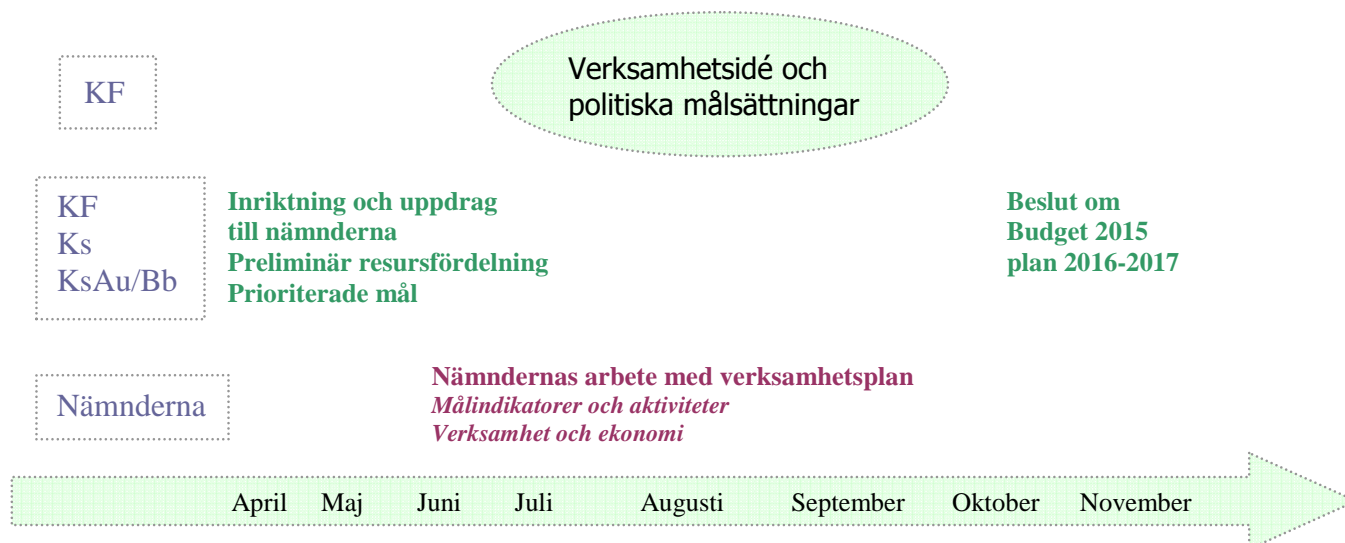 KF
Verksamhetsidé och
politiska målsättningar
KF
Ks
KsAu/Bb
Inriktning och uppdrag
till nämnderna
Preliminär resursfördelning
Prioriterade mål
Beslut om
Budget 2015
plan 2016-2017
Nämnderna
Nämndernas arbete med verksamhetsplan
Målindikatorer och aktiviteter
Verksamhet och ekonomi
April Maj Juni Juli Augusti September Oktober November